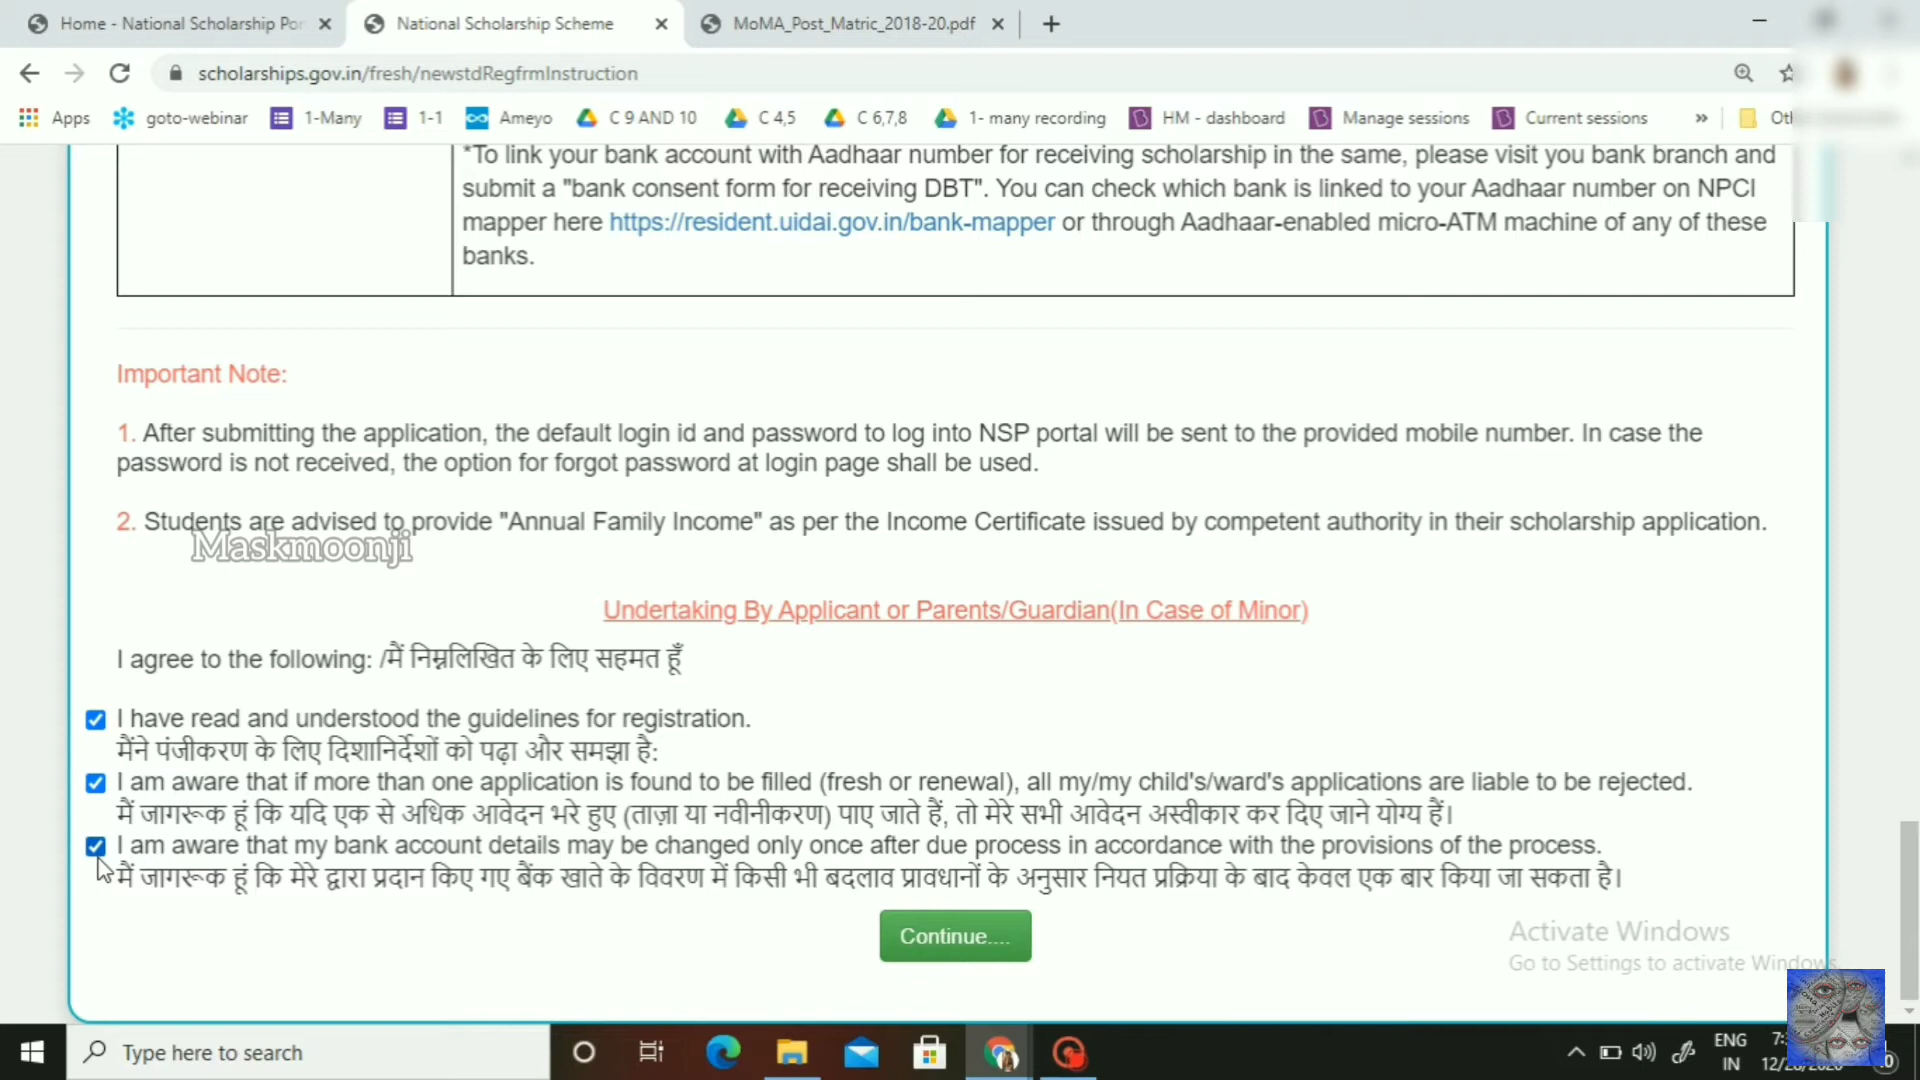 Home - National Scholarship Por
National Scholarship Scheme
MoMA_Post_Matric_2018-20.pdf
scholarships.gov.in/fresh/newstdRegfrmInstruction
Apps
goto-webinar
1-Many
1-1
Ameyo
C 9 AND 10
C 4,5
C 6,7,8
1- many recording
HM - dashboard
Manage sessions
Current sessions
»
*To link your bank account with Aadhaar number for receiving scholarship in the same, please visit you bank branch and
submit a "bank consent form for receiving DBT". You can check which bank is linked to your Aadhaar number on NPCI
mapper here https://resident.uidai.gov.in/bank-mapper or through Aadhaar-enabled micro-ATM machine of any of these
banks.
Important Note:
1. After submitting the application, the default login id and password to log into NSP portal will be sent to the provided mobile number. In case the
password is not received, the option for forgot password at login page shall be used.
2. Students are advised to provide "Annual Family Income" as per the Income Certificate issued by competent authority in their scholarship application.
Maskmoonji
Undertaking By Applicant or Parents/Guardian(In Case of Minor)
I agree to the following: /मैं निम्नलिखित के लिए सहमत हूँ
I have read and understood the guidelines for registration.
मैंने पंजीकरण के लिए दिशानिर्देशों को पढ़ा और समझा है:
I am aware that if more than one application is found to be filled (fresh or renewal), all my/my child's/ward's applications are liable to be rejected.
मैं जागरूक हूं कि यदि एक से अधिक आवेदन भरे हुए (ताज़ा या नवीनीकरण) पाए जाते हैं, तो मेरे सभी आवेदन अस्वीकार कर दिए जाने योग्य हैं।
I am aware that my bank account details may be changed only once after due process in accordance with the provisions of the process.
मैं जागरूक हूं कि मेरे द्वारा प्रदान किए गए बैंक खाते के विवरण में किसी भी बदलाव प्रावधानों के अनुसार नियत प्रक्रिया के बाद केवल एक बार किया जा सकता है।
Continue....
Activate Windows
Go to Settings to activate Windows.
Type here to search
ENG
IN